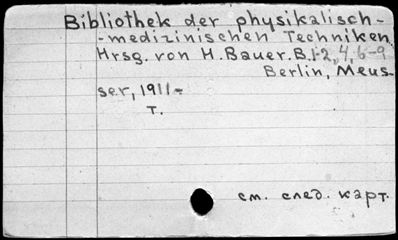 Bibliothek der physikalisch-
-medizinischen Techniken
Hrsg. von H. Bauer. B. 1-2, 4, 6-9
Berlin, Meus-
ser, 1911-
т.
см. след. карт.